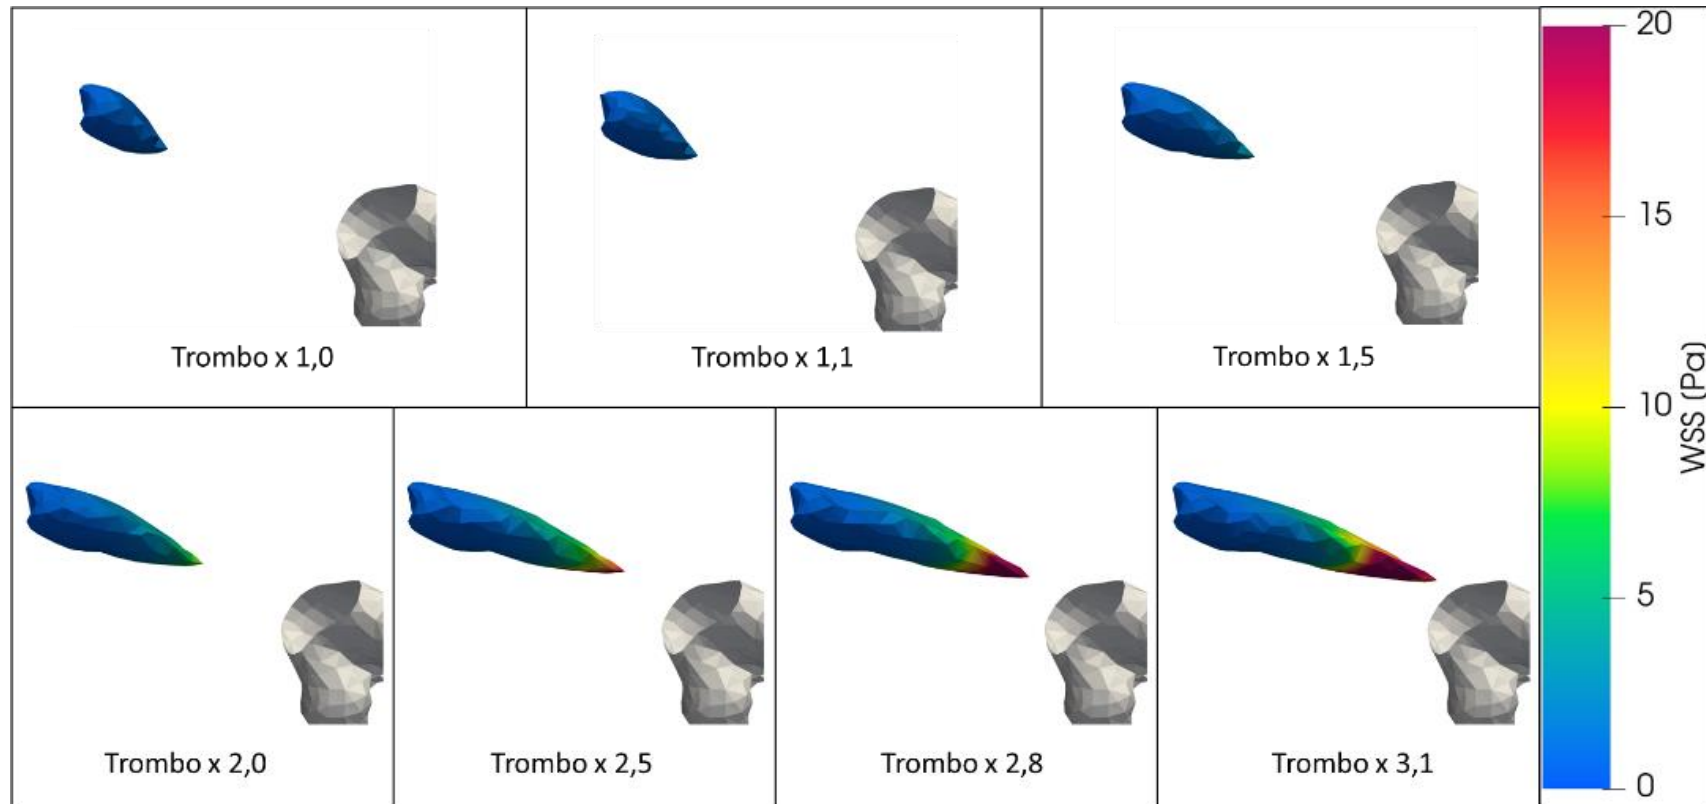 Trombo x 1,0
Trombo x 1,1
Trombo x 1,5
Trombo x 2,0
Trombo x 2,5
Trombo x 2,8
Trombo x 3,1
20
15
10
5
0
WSS (Pa)